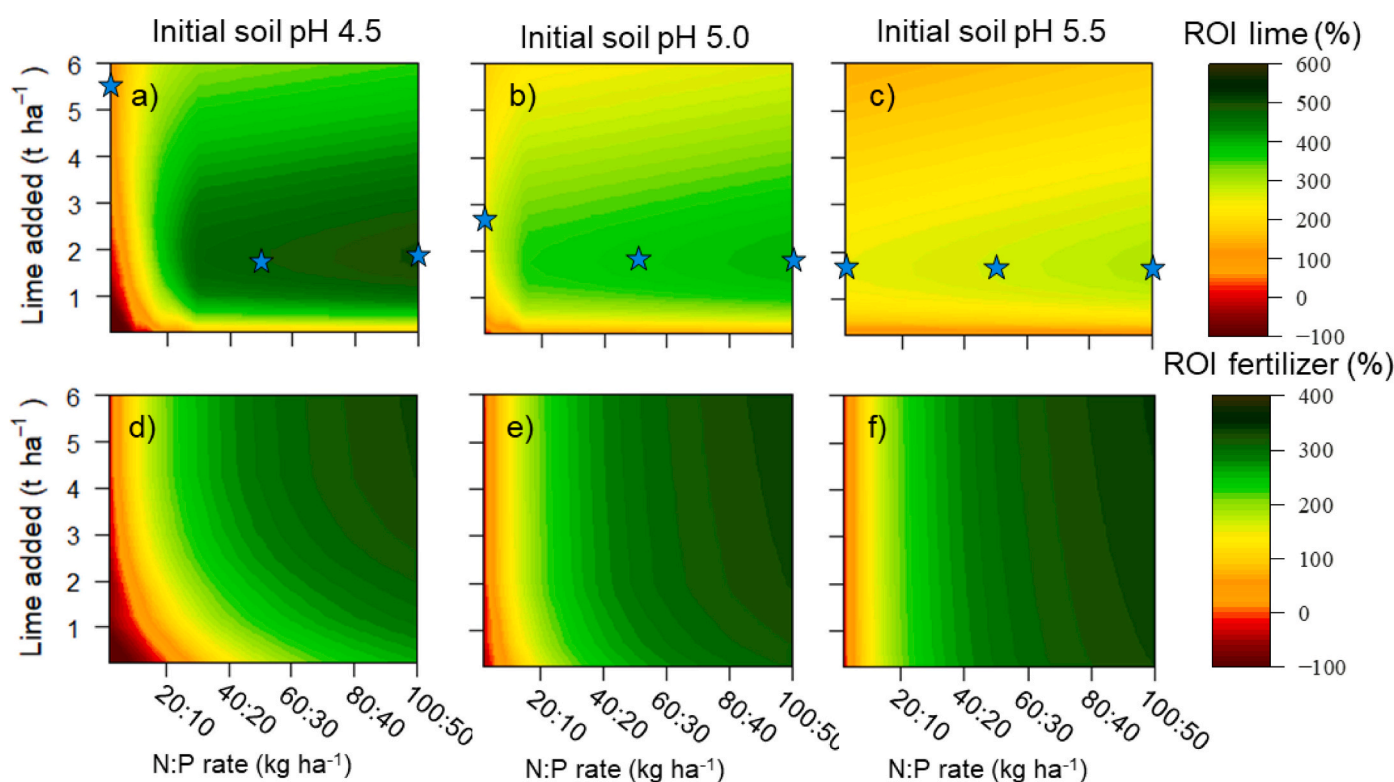 Initial soil pH 4.5
Initial soil pH 5.0
Initial soil pH 5.5
ROI lime (%)
Lime added (t ha⁻¹)
6
5
4
3
2
1
a)
b)
c)
600
500
400
300
200
100
0
−100
ROI fertilizer (%)
Lime added (t ha⁻¹)
6
5
4
3
2
1
d)
e)
f)
400
300
200
100
0
−100
20:10
40:20
60:30
80:40
100:50
20:10
40:20
60:30
80:40
100:50
20:10
40:20
60:30
80:40
100:50
N:P rate (kg ha⁻¹)
N:P rate (kg ha⁻¹)
N:P rate (kg ha⁻¹)